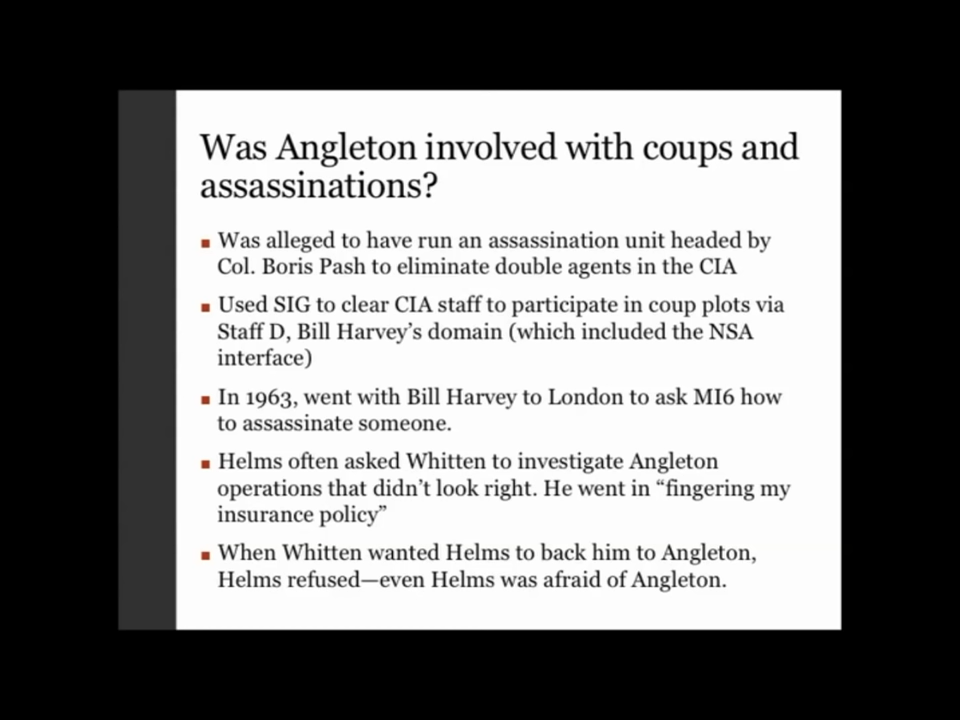 Was Angleton involved with coups and
assassinations?
▪ Was alleged to have run an assassination unit headed by
Col. Boris Pash to eliminate double agents in the CIA
▪ Used SIG to clear CIA staff to participate in coup plots via
Staff D, Bill Harvey’s domain (which included the NSA
interface)
▪ In 1963, went with Bill Harvey to London to ask MI6 how
to assassinate someone.
▪ Helms often asked Whitten to investigate Angleton
operations that didn’t look right. He went in “fingering my
insurance policy”
▪ When Whitten wanted Helms to back him to Angleton,
Helms refused—even Helms was afraid of Angleton.